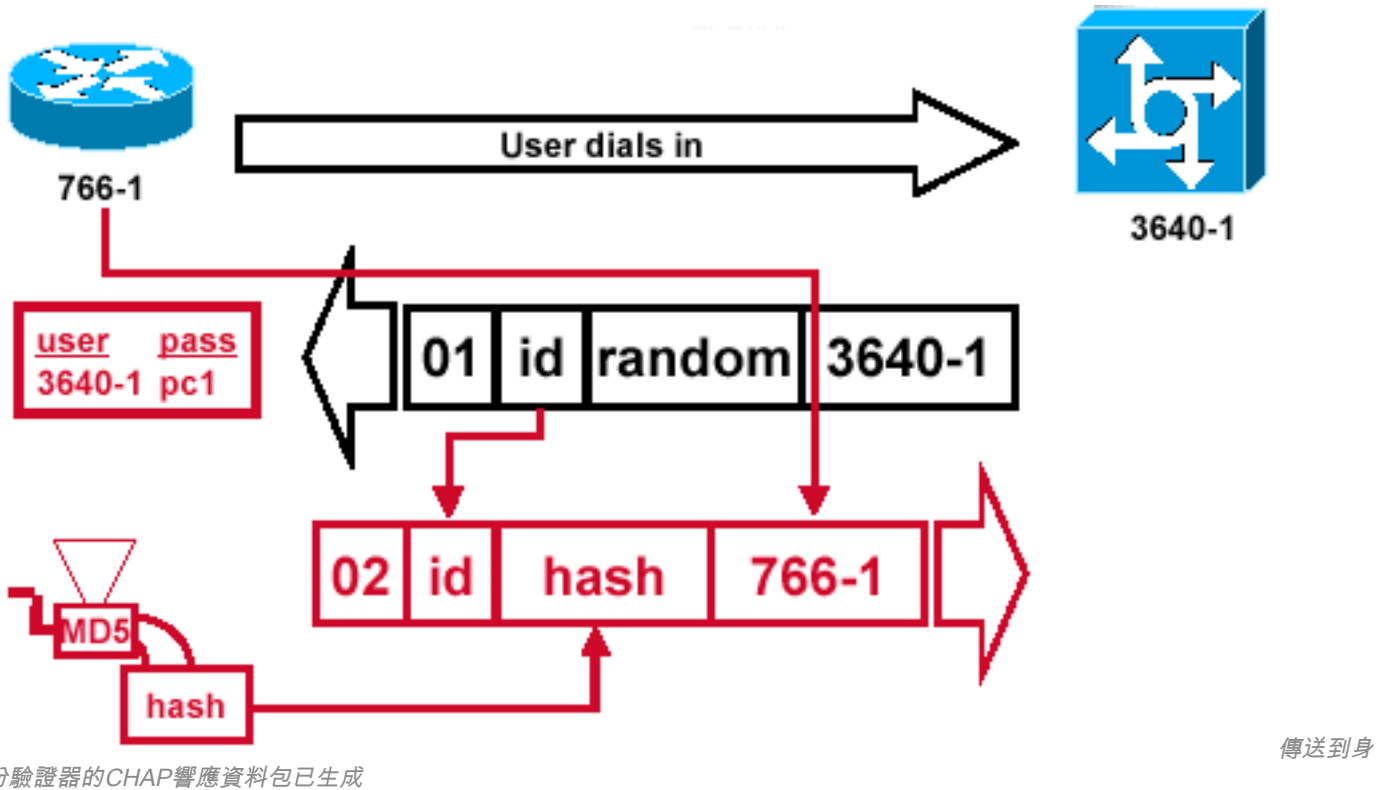 User dials in
766-1
3640-1
user pass
3640-1 pc1
01 id random 3640-1
02 id hash 766-1
MD5
hash
傳送到身
份驗證器的CHAP響應資料包已生成